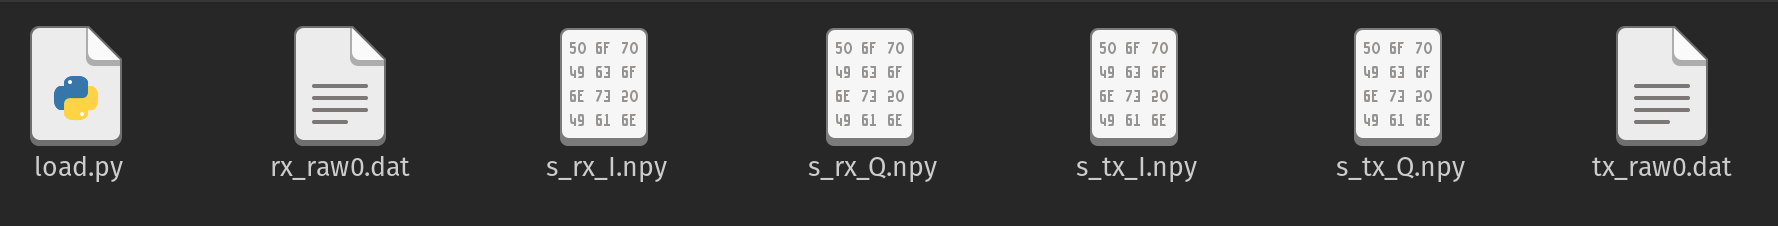 50 6F 70 50 6F 70 50 6F 70 50 6F 70
49 63 6F 49 63 6F 49 63 6F 49 63 6F
6E 73 20 6E 73 20 6E 73 20 6E 73 20
49 61 6E 49 61 6E 49 61 6E 49 61 6E
load.py rx_raw0.dat s_rx_I.npy s_rx_Q.npy s_tx_I.npy s_tx_Q.npy tx_raw0.dat